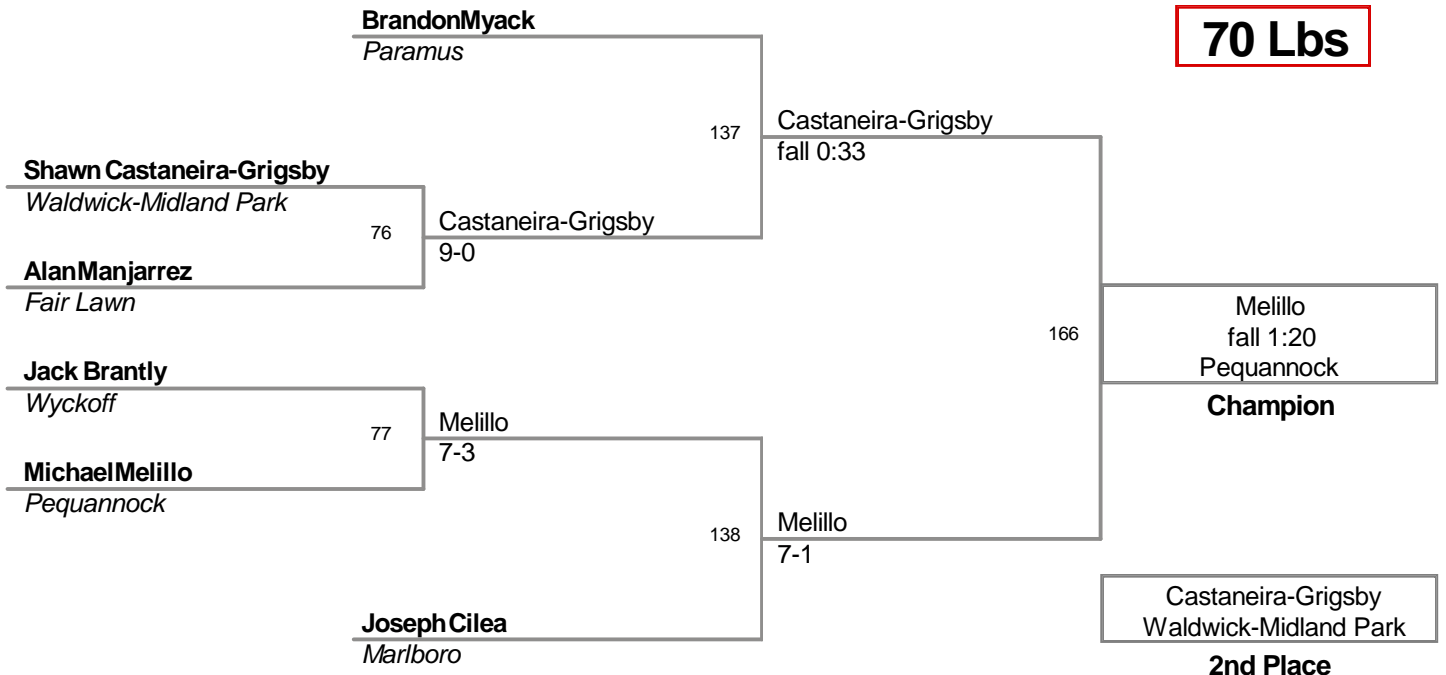 BrandonMyack
Paramus
70 Lbs
137
Castaneira-Grigsby
fall 0:33
Shawn Castaneira-Grigsby
Waldwick-Midland Park
76
Castaneira-Grigsby
9-0
AlanManjarrez
Fair Lawn
166
Melillo
fall 1:20
Pequannock
Champion
Jack Brantly
Wyckoff
77
Melillo
7-3
MichaelMelillo
Pequannock
138
Melillo
7-1
Joseph Cilea
Marlboro
Castaneira-Grigsby
Waldwick-Midland Park
2nd Place